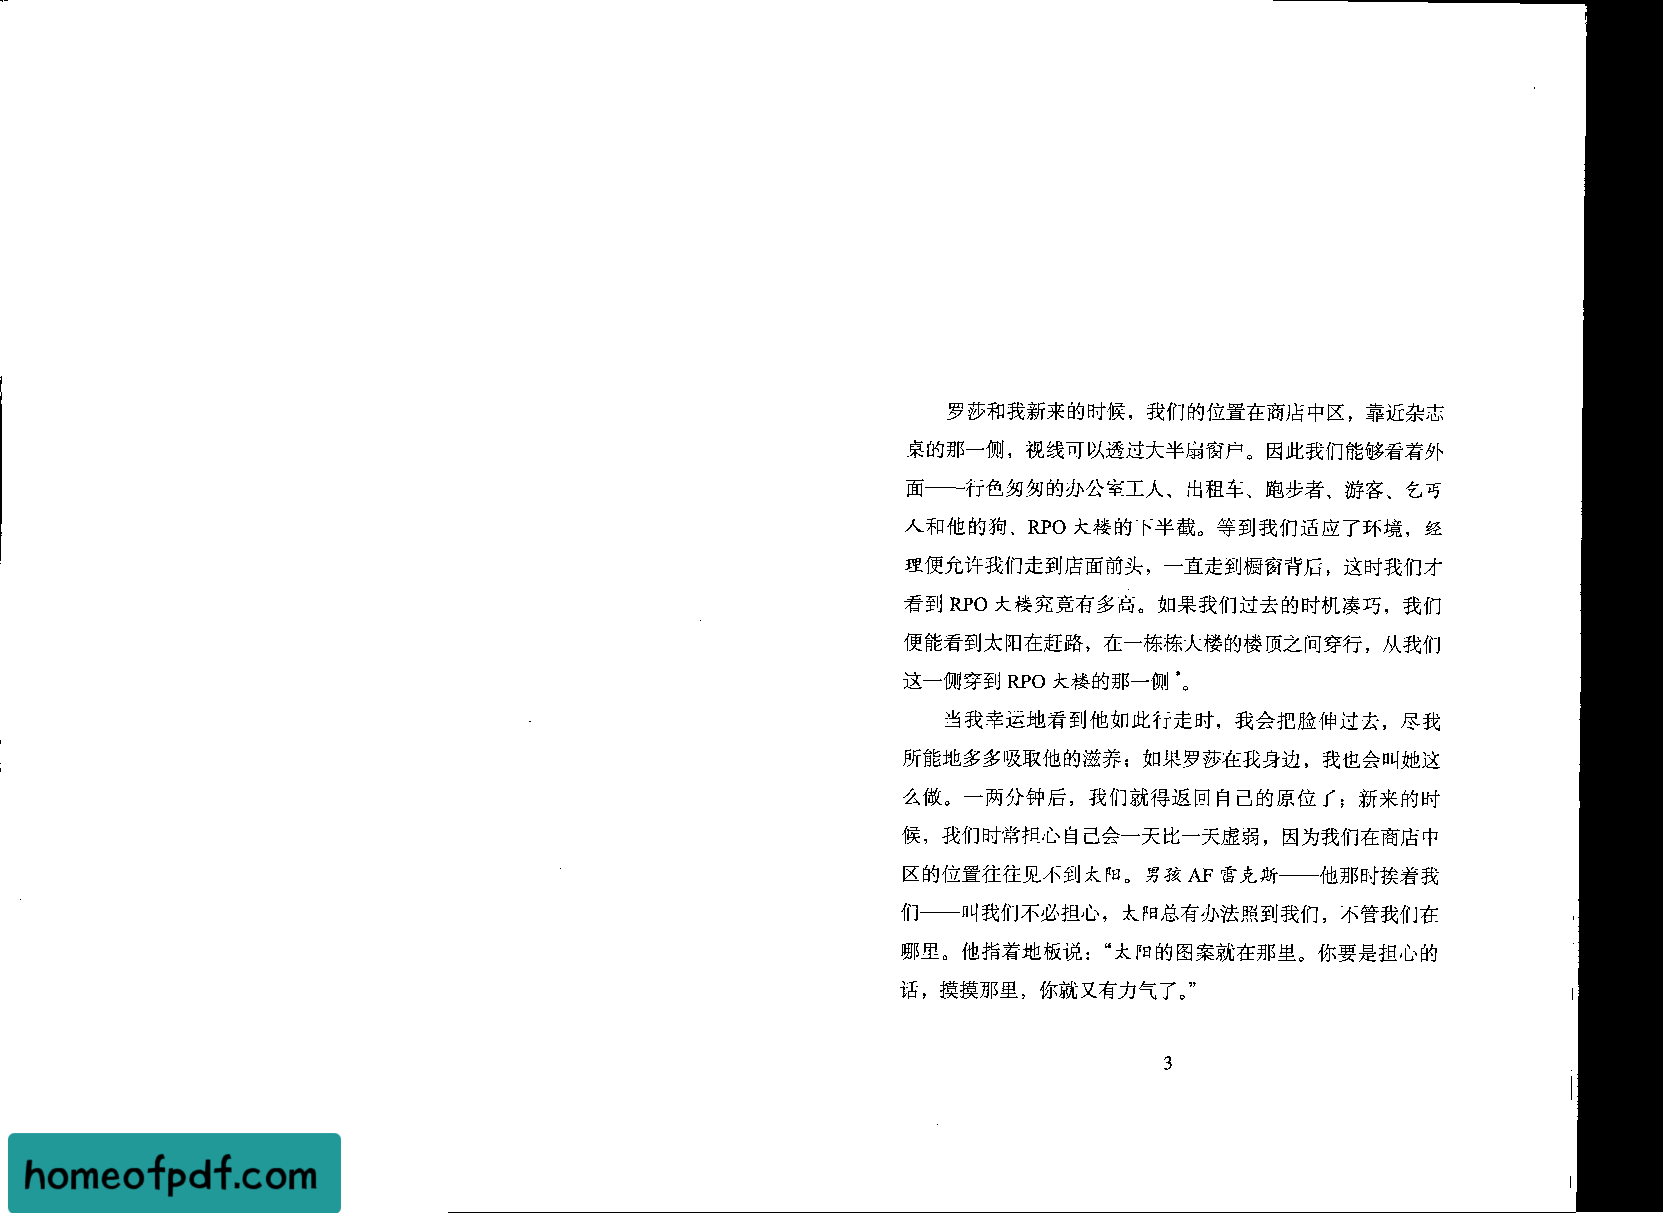 罗莎和我新来的时候，我们的位置在商店中区，靠近杂志
桌的那一侧，视线可以透过大半扇窗户。因此我们能够看着外
面——行色匆匆的办公室工人、出租车、跑步者、游客、乞丐
人和他的狗、RPO 大楼的下半截。等到我们适应了环境，经
理便允许我们走到店面前头，一直走到橱窗背后，这时我们才
看到 RPO 大楼究竟有多高。如果我们过去的时机凑巧，我们
便能看到太阳在赶路，在一栋栋大楼的楼顶之间穿行，从我们
这一侧穿到 RPO 大楼的那一侧*。
当我幸运地看到他如此行走时，我会把脸伸过去，尽我
所能地多多吸取他的滋养；如果罗莎在我身边，我也会叫她这
么做。一两分钟后，我们就得返回自己的原位了；新来的时
候，我们时常担心自己会一天比一天虚弱，因为我们在商店中
区的位置往往见不到太阳。男孩 AF 雷克斯——他那时挨着我
们——叫我们不必担心，太阳总有办法照到我们，不管我们在
哪里。他指着地板说：“太阳的图案就在那里。你要是担心的
话，摸摸那里，你就又有力气了。”
3
homeofpdf.com